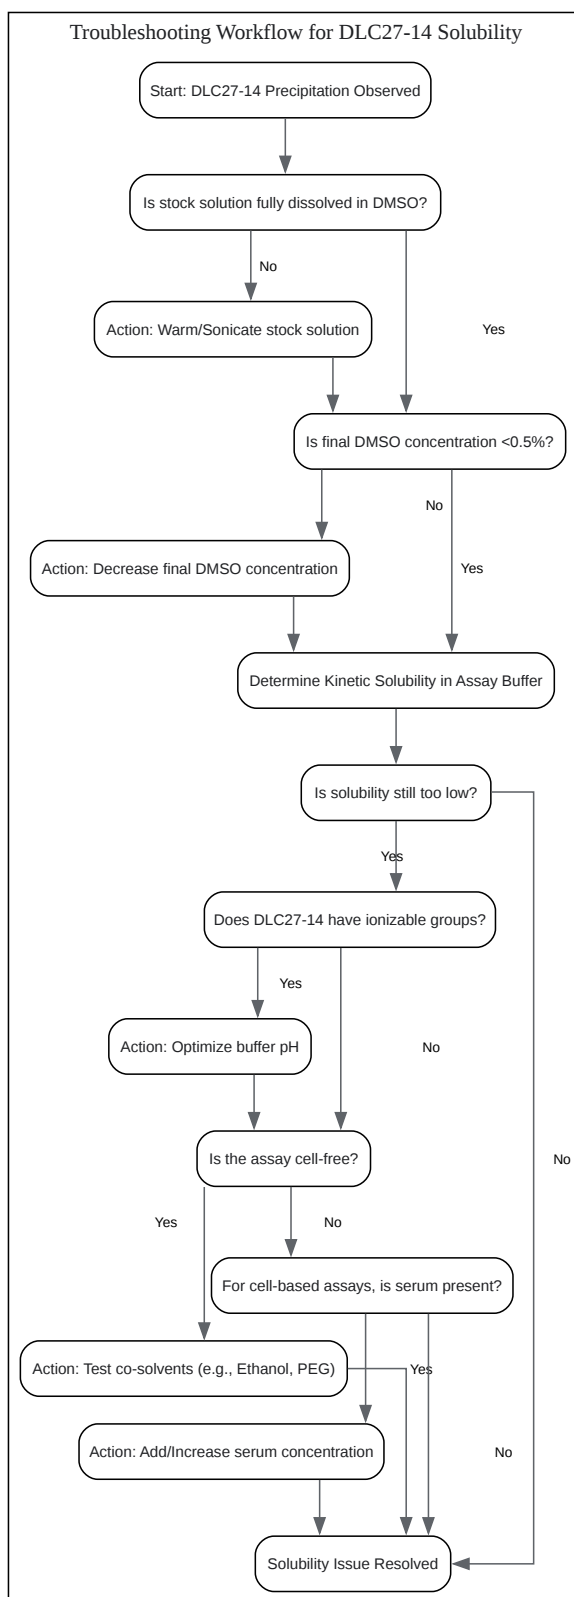 Troubleshooting Workflow for DLC27-14 Solubility
Start: DLC27-14 Precipitation Observed
Is stock solution fully dissolved in DMSO?
No
Action: Warm/Sonicate stock solution
Yes
Is final DMSO concentration <0.5%?
No
Action: Decrease final DMSO concentration
Yes
Determine Kinetic Solubility in Assay Buffer
Is solubility still too low?
Yes
Does DLC27-14 have ionizable groups?
Yes
Action: Optimize buffer pH
No
Is the assay cell-free?
No
Yes
No
For cell-based assays, is serum present?
Action: Test co-solvents (e.g., Ethanol, PEG)
Yes
Action: Add/Increase serum concentration
No
Solubility Issue Resolved